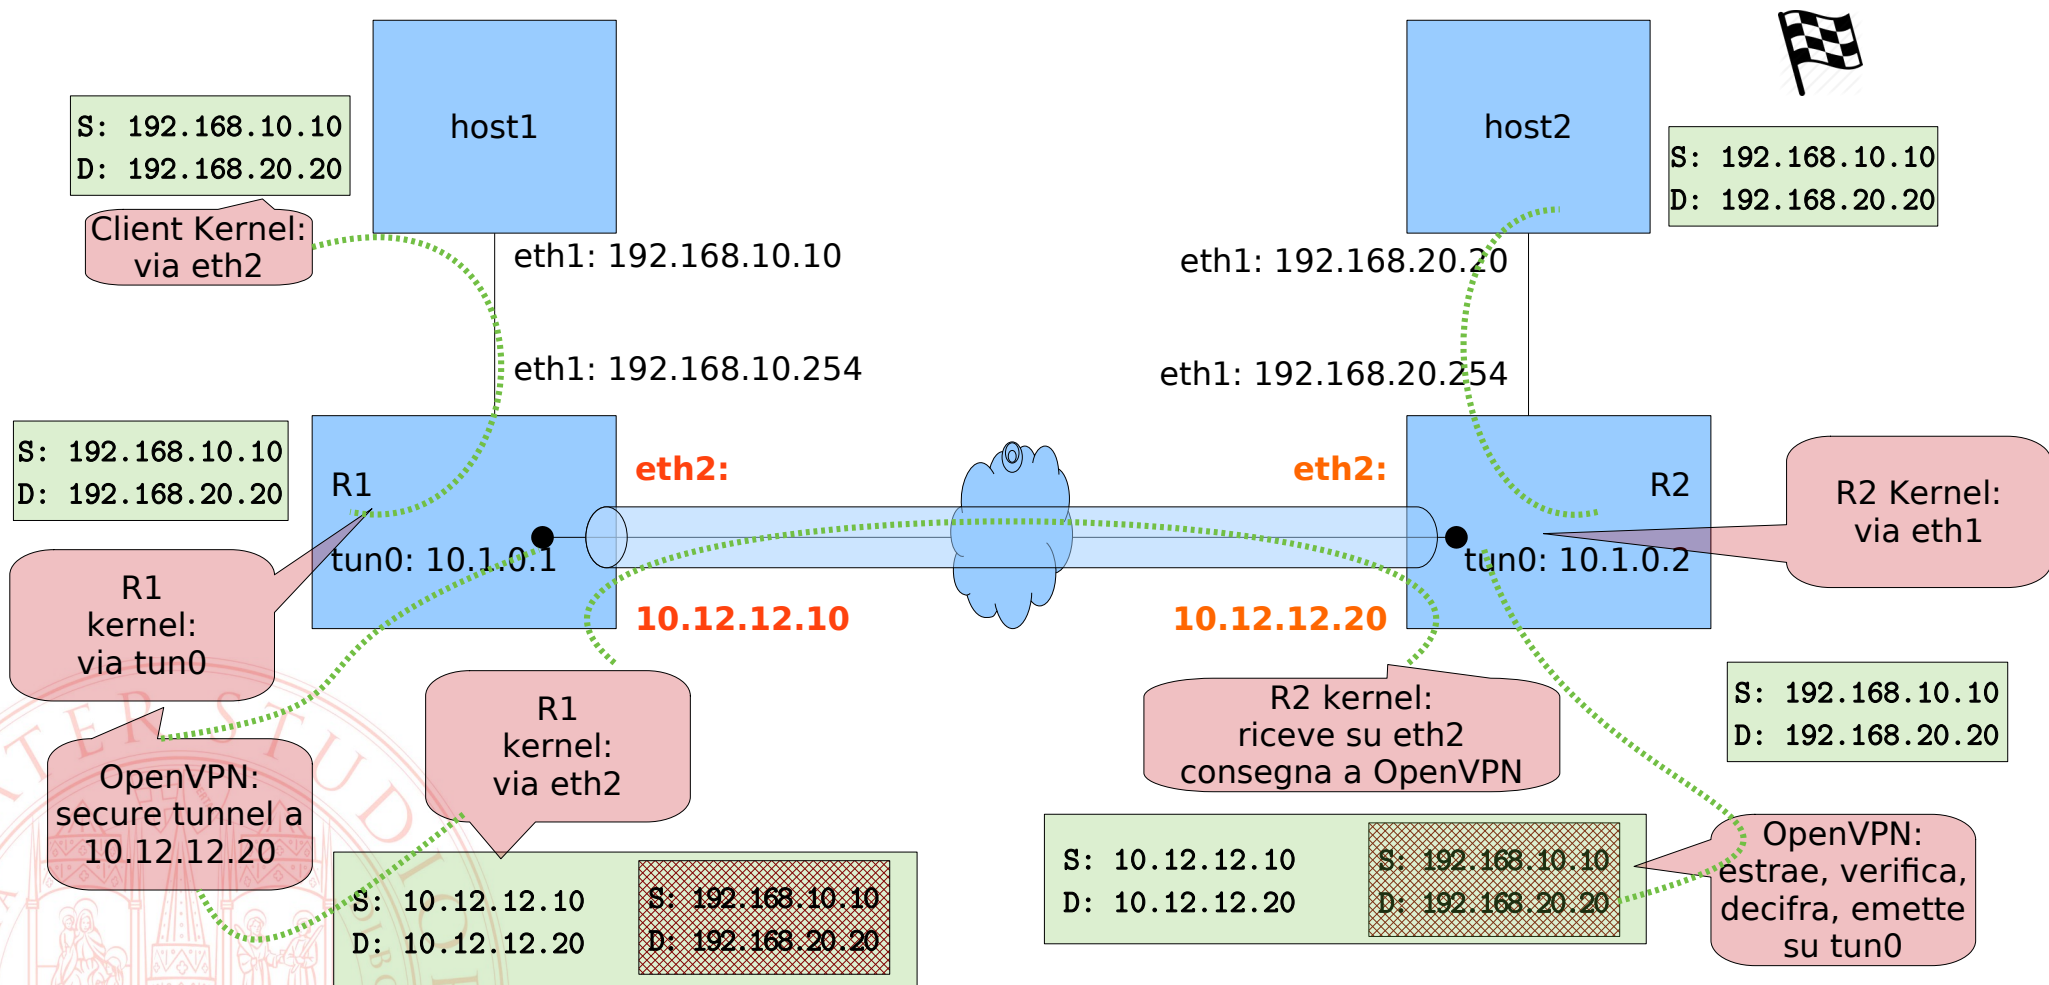 host1
host2
S: 192.168.10.10
D: 192.168.20.20
S: 192.168.10.10
D: 192.168.20.20
Client Kernel:
via eth2
eth1: 192.168.10.10
eth1: 192.168.20.20
eth1: 192.168.10.254
eth1: 192.168.20.254
S: 192.168.10.10
D: 192.168.20.20
R1
tun0: 10.1.0.1
eth2:
10.12.12.10
eth2:
10.12.12.20
R2
tun0: 10.1.0.2
R2 Kernel:
via eth1
R1
kernel:
via tun0
OpenVPN:
secure tunnel a
10.12.12.20
R1
kernel:
via eth2
R2 kernel:
riceve su eth2
consegna a OpenVPN
S: 192.168.10.10
D: 192.168.20.20
S: 10.12.12.10
D: 10.12.12.20
S: 192.168.10.10
D: 192.168.20.20
S: 10.12.12.10
D: 10.12.12.20
S: 192.168.10.10
D: 192.168.20.20
OpenVPN:
estrae, verifica,
decifra, emette
su tun0